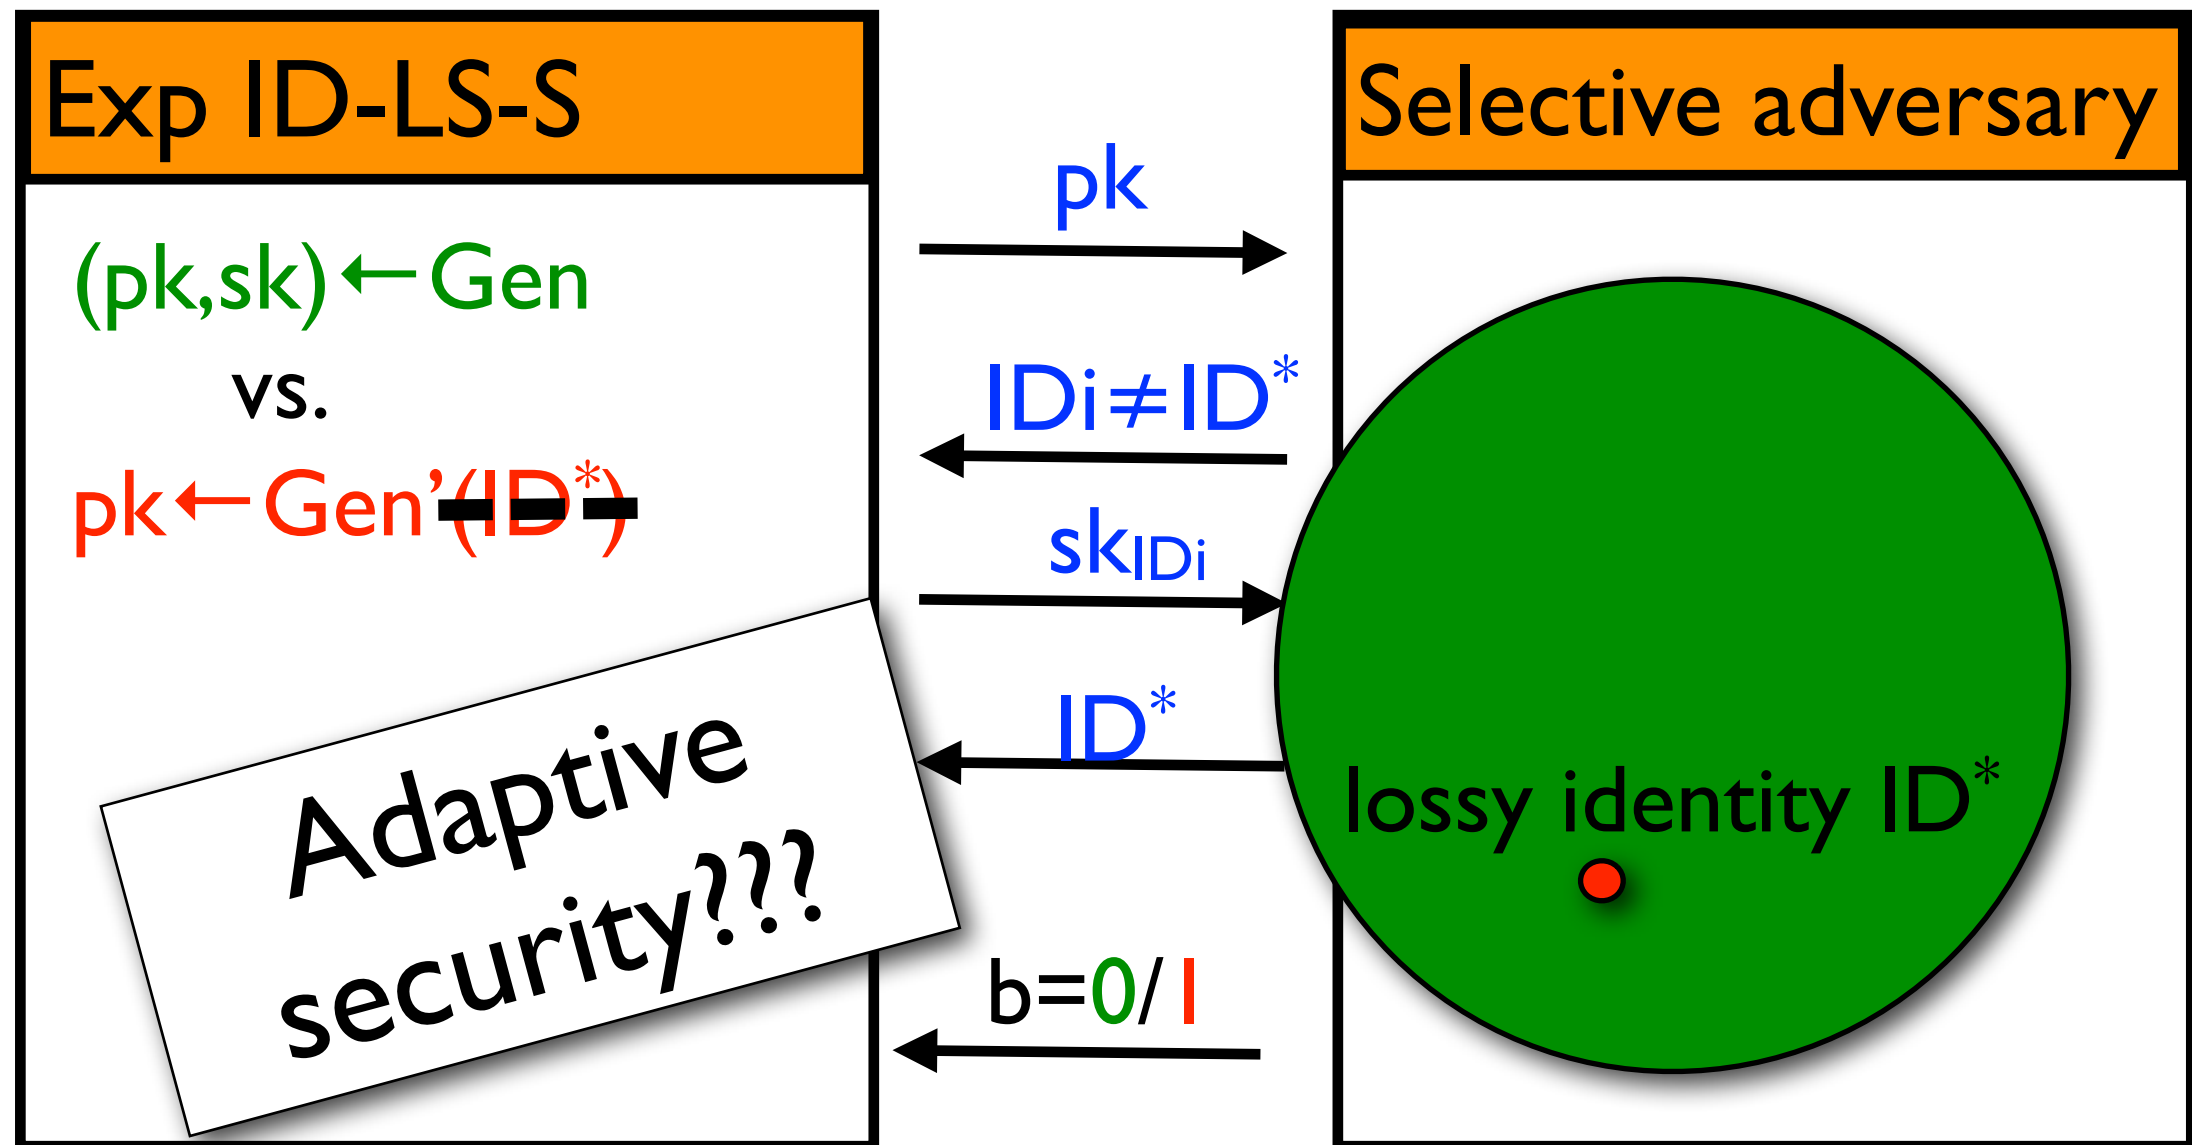 Exp ID-LS-S
(pk,sk)←Gen
vs.
pk←Gen'(ID*)
Adaptive
security???
pk
IDi≠ID*
skIDi
ID*
b=0/1
Selective adversary
lossy identity ID*